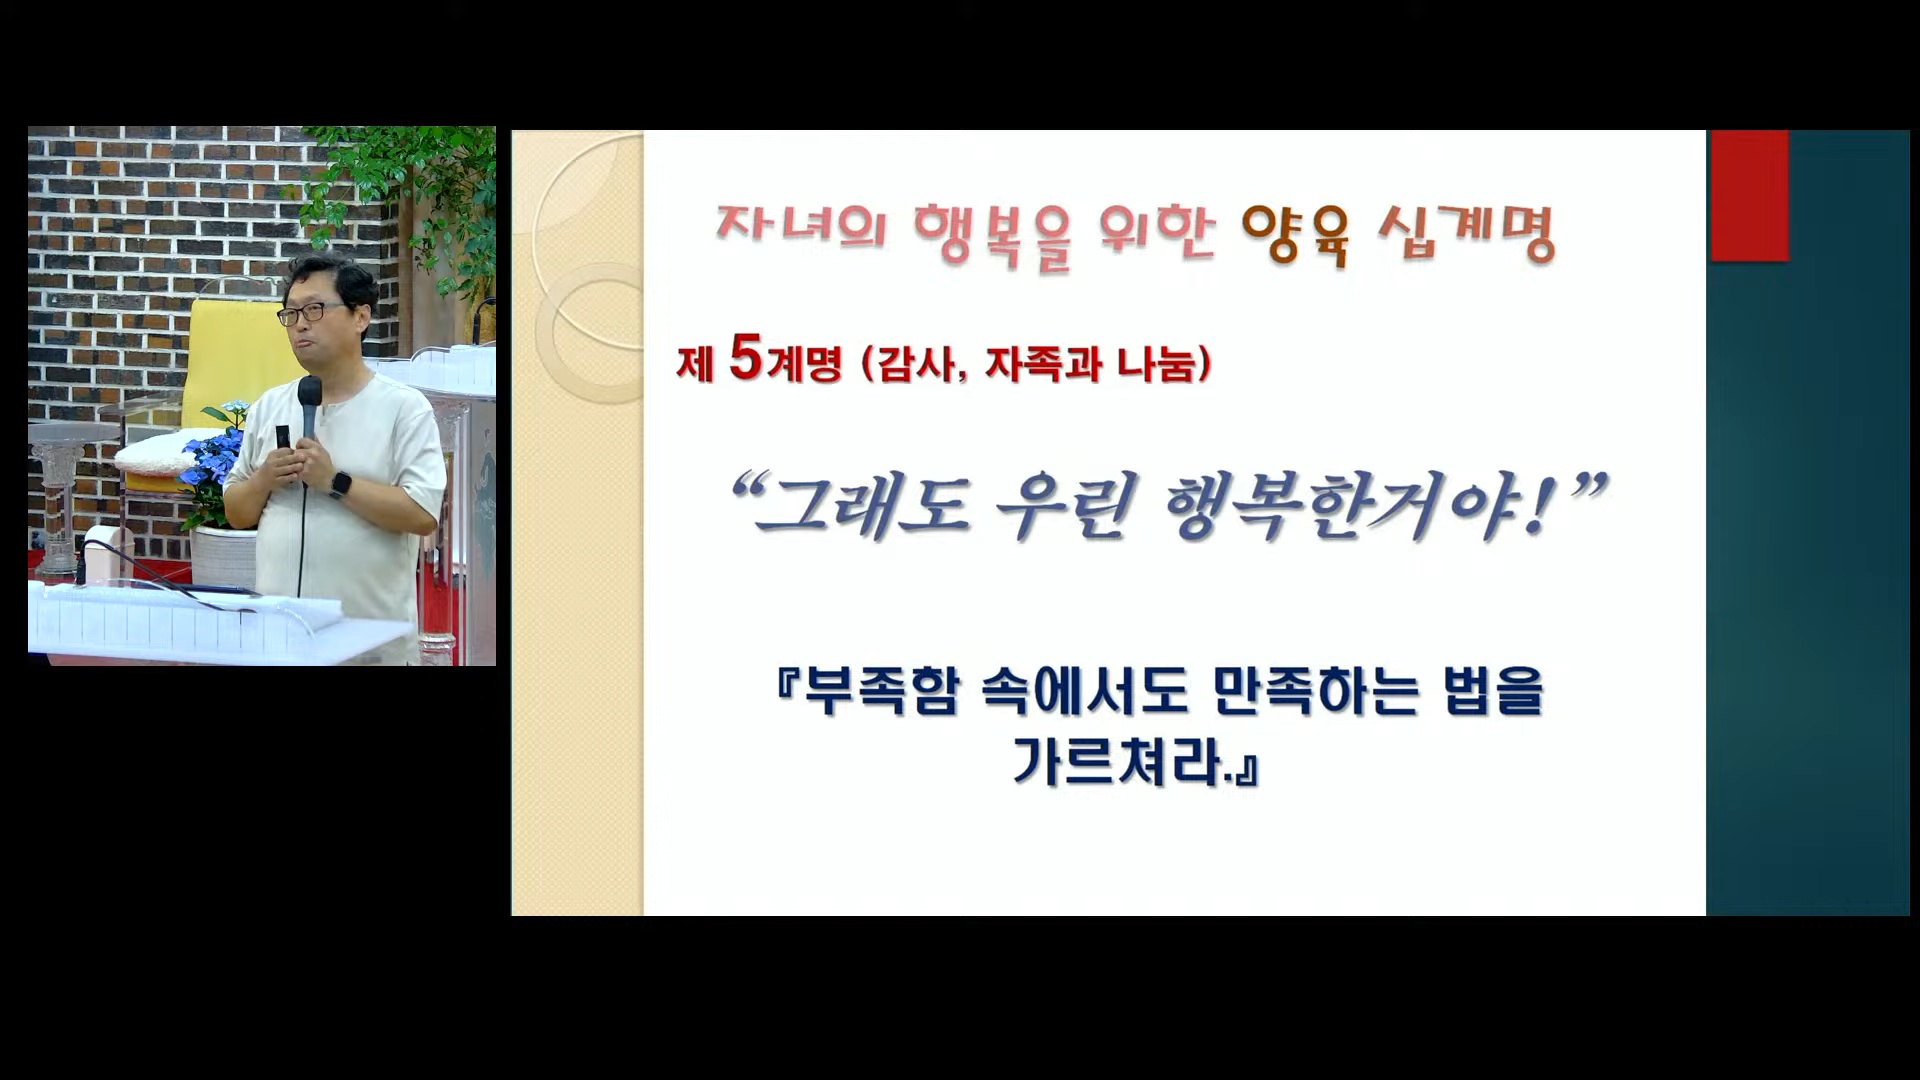 자녀의 행복을 위한 양육 십계명
제 5계명 (감사, 자족과 나눔)
“그래도 우린 행복한거야!”
『부족함 속에서도 만족하는 법을
가르쳐라.』